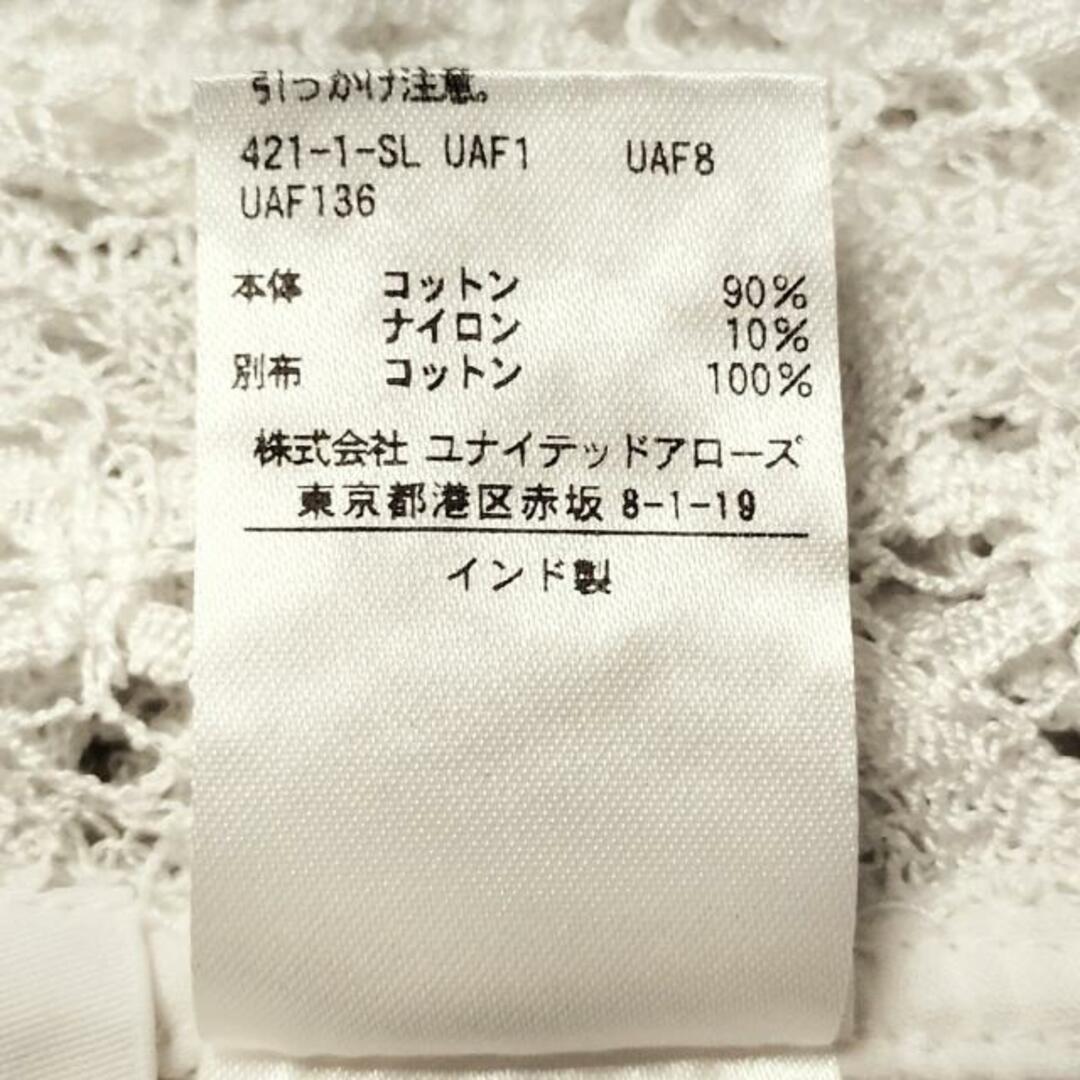 引っかけ注意。
421-1-SL UAF1 UAF8
UAF136
本体 コットン 90%
ナイロン 10%
別布 コットン 100%
株式会社 ユナイテッドアローズ
東京都港区赤坂 8-1-19
インド製